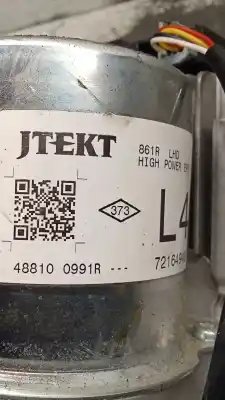 JTEKT
861R LHD
HIGH POWER
373
L4
48810 0991R ---